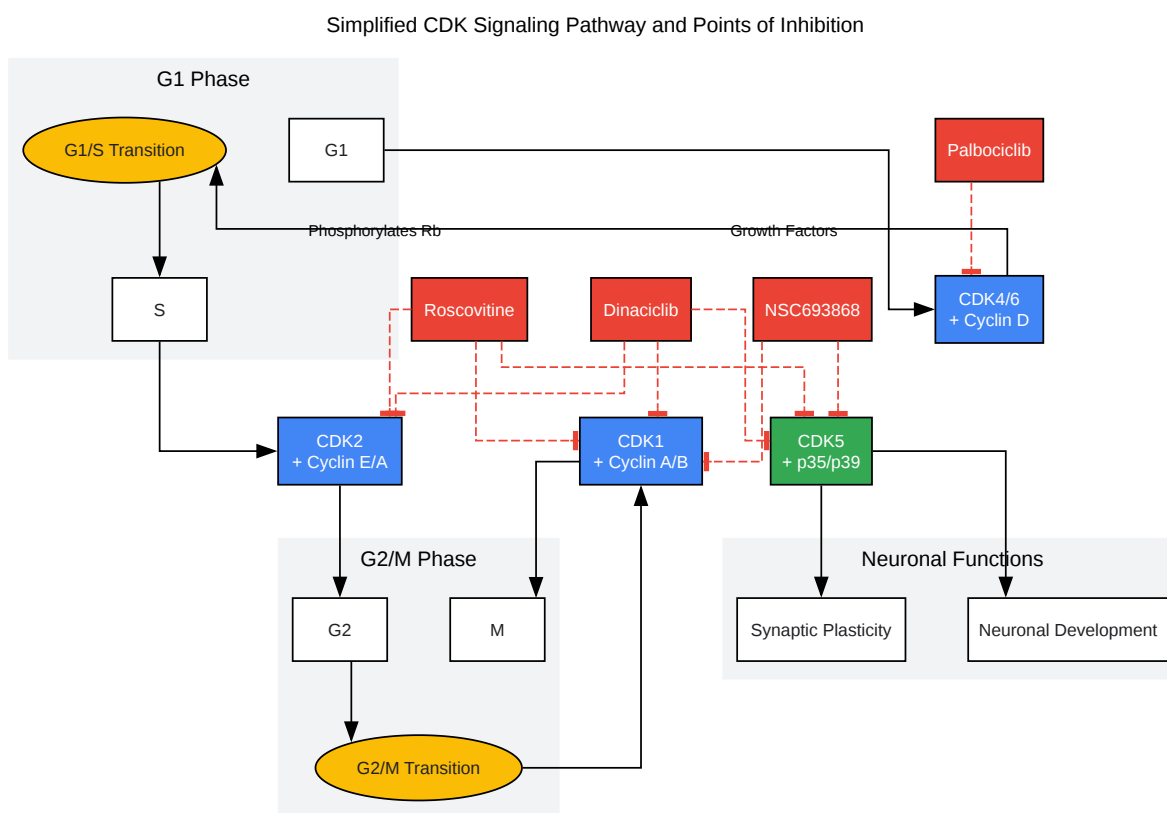 Simplified CDK Signaling Pathway and Points of Inhibition
G1 Phase
G1/S Transition
G1
Palbociclib
Phosphorylates Rb
Growth Factors
S
Roscovitine
Dinaciclib
NSC693868
CDK4/6
+ Cyclin D
CDK2
+ Cyclin E/A
CDK1
+ Cyclin A/B
CDK5
+ p35/p39
G2/M Phase
Neuronal Functions
G2
M
Synaptic Plasticity
Neuronal Development
G2/M Transition